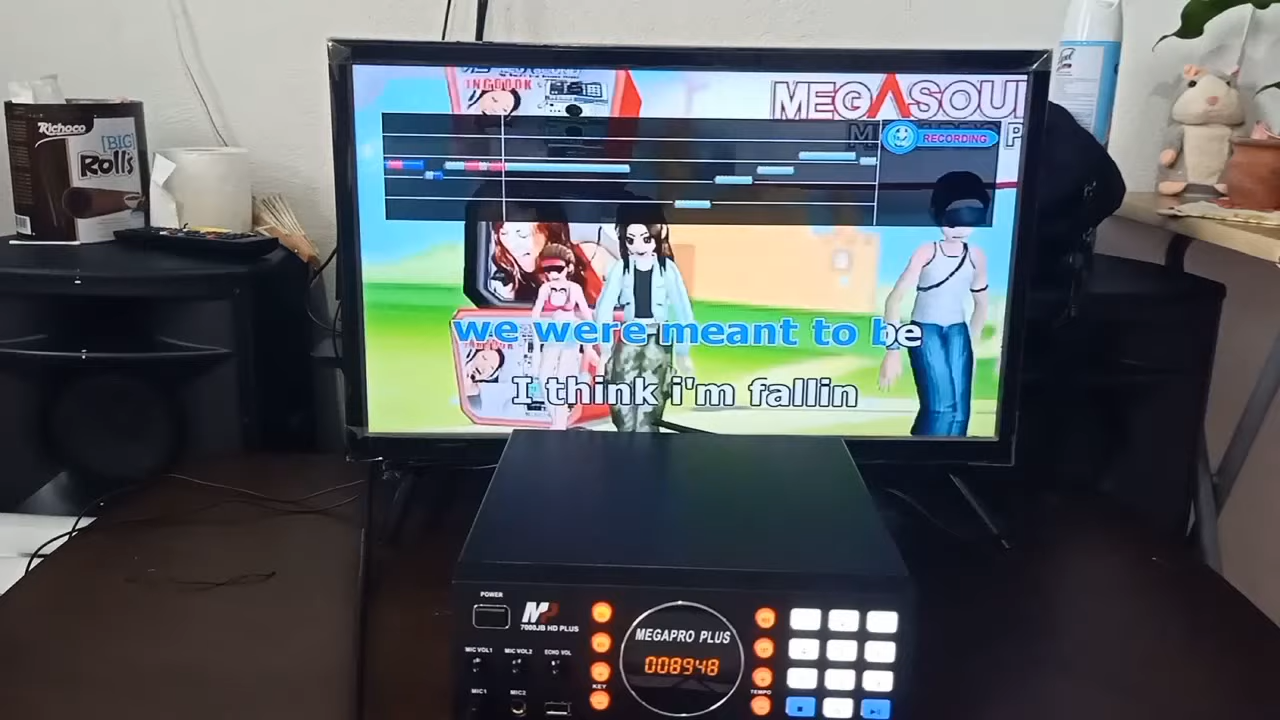 MEGASOU
INGBOOK
RECORDING
Richoco
[BIG]
Rolls
we were meant to be
I think i'm fallin
POWER
MP
7000JB HD PLUS
MIC VOL1 MIC VOL2 ECHO VOL
MIC1 MIC2
KEY
MEGAPRO PLUS
008948
TEMPO